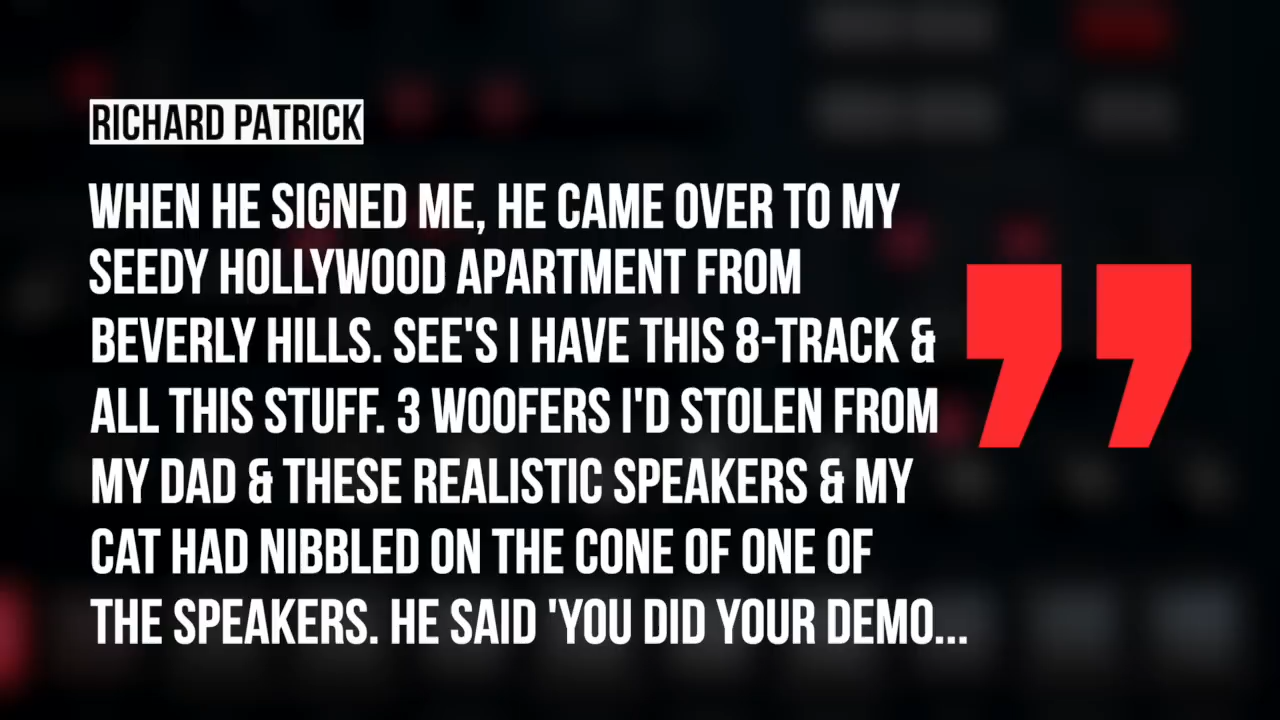 RICHARD PATRICK
WHEN HE SIGNED ME, HE CAME OVER TO MY
SEEDY HOLLYWOOD APARTMENT FROM
BEVERLY HILLS. SEE'S I HAVE THIS 8-TRACK &
ALL THIS STUFF. 3 WOOFERS I'D STOLEN FROM
MY DAD & THESE REALISTIC SPEAKERS & MY
CAT HAD NIBBLED ON THE CONE OF ONE OF
THE SPEAKERS. HE SAID 'YOU DID YOUR DEMO...
"